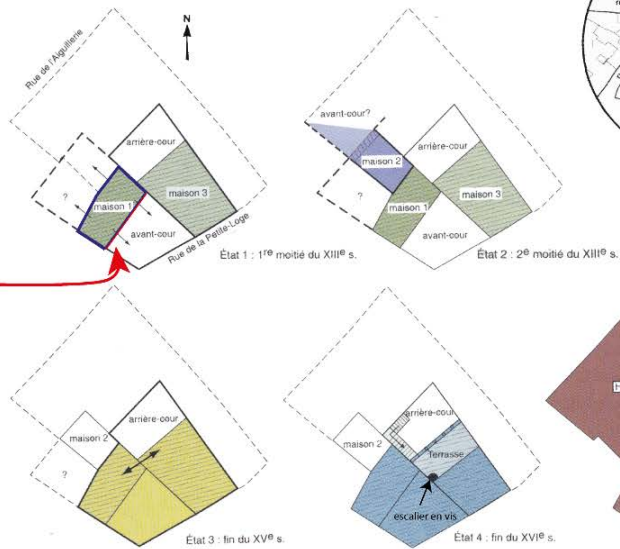 N
Rue de l'Aiguillerie
arrière-cour
maison 1
maison 3
?
avant-cour
Rue de la Petite-Loge
État 1 : 1re moitié du XIIIe s.
avant-cour?
maison 2
arrière-cour
maison 3
?
maison 1
avant-cour
État 2 : 2e moitié du XIIIe s.
maison 2
arrière-cour
?
État 3 : fin du XVe s.
arrière-cour
maison 2
Terrasse
escalier en vis
État 4 : fin du XVIe s.